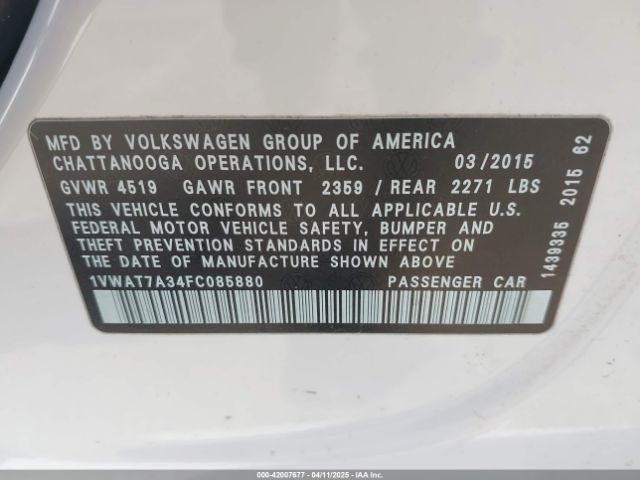 MFD BY VOLKSWAGEN GROUP OF AMERICA
CHATTANOOGA OPERATIONS, LLC. 03/2015
GVWR 4519 GAWR FRONT 2359 / REAR 2271 LBS
THIS VEHICLE CONFORMS TO ALL APPLICABLE U.S.
FEDERAL MOTOR VEHICLE SAFETY, BUMPER AND
THEFT PREVENTION STANDARDS IN EFFECT ON
THE DATE OF MANUFACTURE SHOWN ABOVE
1VWAT7A34FC085880 PASSENGER CAR
1439335 2015 62
000-42007677 - 04/11/2025 - IAA Vehicle Imaging